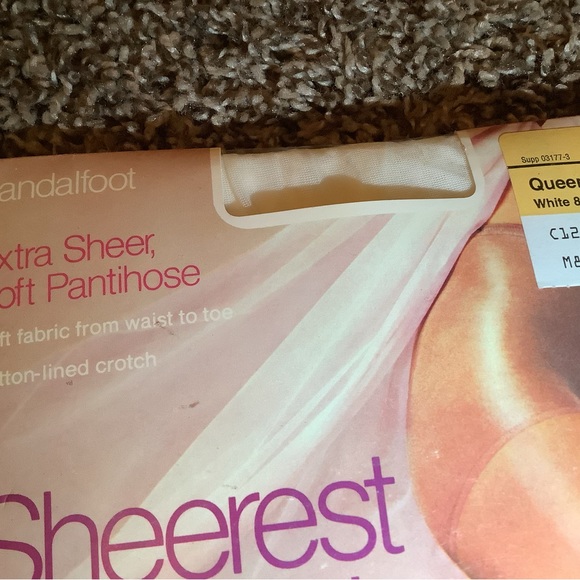 andalfoot
xtra Sheer,
oft Pantihose
ft fabric from waist to toe
tton-lined crotch
Sheerest
Supp 03177-3
Queen
White 8
C12
M8